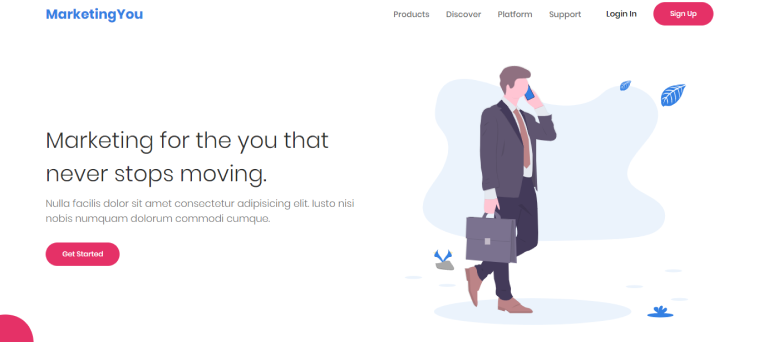 MarketingYou
Products Discover Platform Support Login In Sign Up
Marketing for the you that
never stops moving.
Nulla facilis dolor sit amet consectetur adipisicing elit. Iusto nisi
nobis numquam dolorum commodi cumque.
Get Started